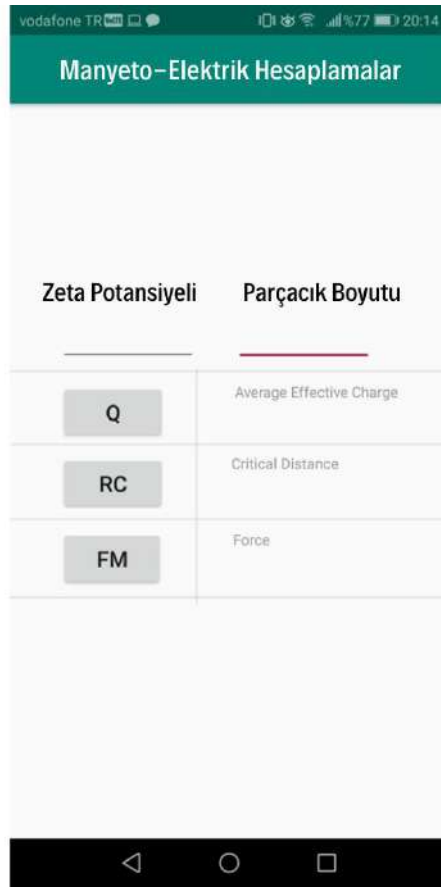 vodafone TR %77 20:14
Manyeto-Elektrik Hesaplamalar
Zeta Potansiyeli Parçacık Boyutu
Q Average Effective Charge
RC Critical Distance
FM Force